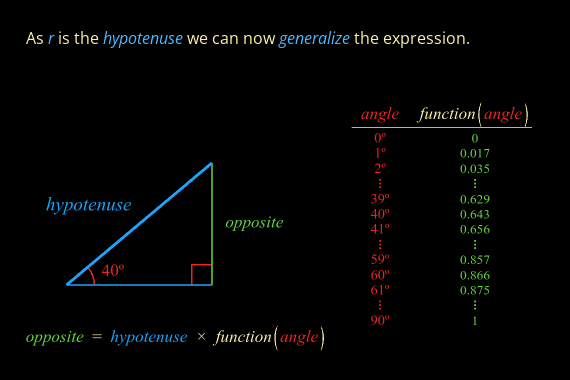 As r is the hypotenuse we can now generalize the expression.
angle function(angle)
0º 0
1º 0.017
2º 0.035
⋮ ⋮
39º 0.629
40º 0.643
41º 0.656
⋮ ⋮
59º 0.857
60º 0.866
61º 0.875
⋮ ⋮
90º 1
hypotenuse
opposite
40º
opposite = hypotenuse × function(angle)